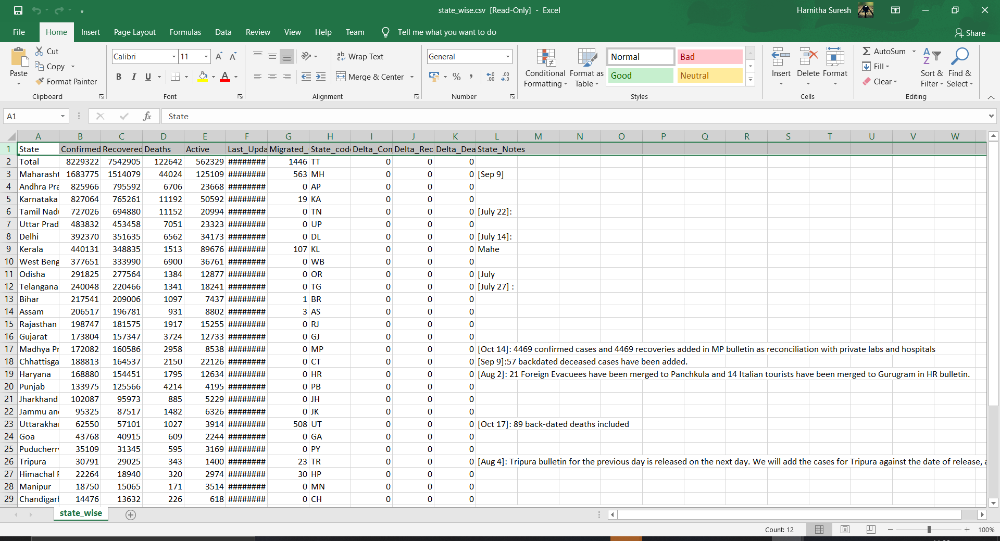 state_wise.csv  [Read-Only]  -  Excel
Harnitha Suresh
File Home Insert Page Layout Formulas Data Review View Help Team Tell me what you want to do Share
Paste Cut Copy Format Painter Clipboard
Calibri 11 B I U A Font
Wrap Text Merge & Center Alignment
General % , Number
Conditional Formatting Format as Table Normal Bad Good Neutral Styles
Insert Delete Format Cells
AutoSum Fill Clear Sort & Filter Find & Select Editing
A1 fx State
A B C D E F G H I J K L M N O P Q R S T U V W
1 State Confirmed Recovered Deaths Active Last_Upda Migrated_ State_cod Delta_Con Delta_Rec Delta_Dea State_Notes
2 Total 8229322 7542905 122642 562329 ######## 1446 TT 0 0 0
3 Maharasht 1683775 1514079 44024 125109 ######## 563 MH 0 0 0 [Sep 9]
4 Andhra Pra 825966 795592 6706 23668 ######## 0 AP 0 0 0
5 Karnataka 827064 765261 11192 50592 ######## 19 KA 0 0 0
6 Tamil Nadu 727026 694880 11152 20994 ######## 0 TN 0 0 0 [July 22]:
7 Uttar Prad 483832 453458 7051 23323 ######## 0 UP 0 0 0
8 Delhi 392370 351635 6562 34173 ######## 0 DL 0 0 0 [July 14]:
9 Kerala 440131 348835 1513 89676 ######## 107 KL 0 0 0 Mahe
10 West Beng 377651 333990 6900 36761 ######## 0 WB 0 0 0
11 Odisha 291825 277564 1384 12877 ######## 0 OR 0 0 0 [July
12 Telangana 240048 220466 1341 18241 ######## 0 TG 0 0 0 [July 27] :
13 Bihar 217541 209006 1097 7437 ######## 1 BR 0 0 0
14 Assam 206517 196781 931 8802 ######## 3 AS 0 0 0
15 Rajasthan 198747 181575 1917 15255 ######## 0 RJ 0 0 0
16 Gujarat 173804 157347 3724 12733 ######## 0 GJ 0 0 0
17 Madhya Pr 172082 160586 2958 8538 ######## 0 MP 0 0 0 [Oct 14]: 4469 confirmed cases and 4469 recoveries added in MP bulletin as reconciliation with private labs and hospitals
18 Chhattisga 188813 164537 2150 22126 ######## 0 CT 0 0 0 [Sep 9]:57 backdated deceased cases have been added.
19 Haryana 168880 154451 1795 12634 ######## 0 HR 0 0 0 [Aug 2]: 21 Foreign Evacuees have been merged to Panchkula and 14 Italian tourists have been merged to Gurugram in HR bulletin.
20 Punjab 133975 125566 4214 4195 ######## 0 PB 0 0 0
21 Jharkhand 102087 95973 885 5229 ######## 0 JH 0 0 0
22 Jammu and 95325 87517 1482 6326 ######## 0 JK 0 0 0
23 Uttarakhan 62550 57101 1027 3914 ######## 508 UT 0 0 0 [Oct 17]: 89 back-dated deaths included
24 Goa 43768 40915 609 2244 ######## 0 GA 0 0 0
25 Puducherry 35109 31345 595 3169 ######## 0 PY 0 0 0
26 Tripura 30791 29025 343 1400 ######## 23 TR 0 0 0 [Aug 4]: Tripura bulletin for the previous day is released on the next day. We will add the cases for Tripura against the date of release, a
27 Himachal P 22264 18940 320 2974 ######## 30 HP 0 0 0
28 Manipur 18750 15065 171 3514 ######## 0 MN 0 0 0
29 Chandigarh 14476 13632 226 618 ######## 0 CH 0 0 0
state_wise
Count: 12 100%